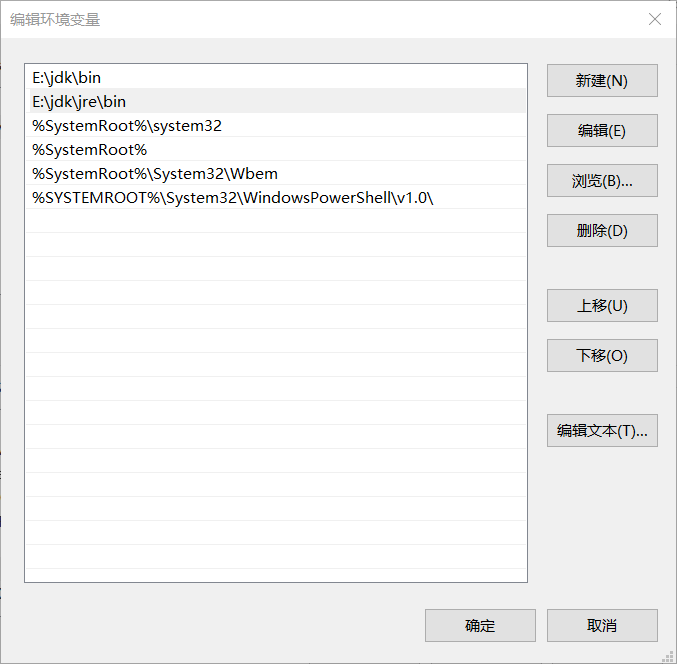 编辑环境变量
E:\jdk\bin
E:\jdk\jre\bin
%SystemRoot%\system32
%SystemRoot%
%SystemRoot%\System32\Wbem
%SYSTEMROOT%\System32\WindowsPowerShell\v1.0\
新建(N)
编辑(E)
浏览(B)...
删除(D)
上移(U)
下移(O)
编辑文本(T)...
确定
取消